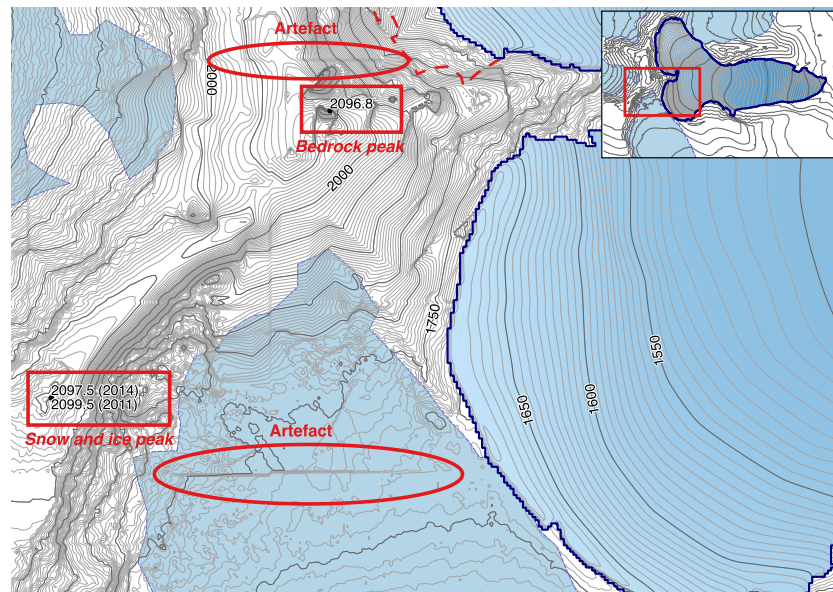 Artefact
2000
2096.8
Bedrock peak
2000
1750
1550
1600
1650
2097.5 (2014)
2099.5 (2011)
Snow and ice peak
Artefact